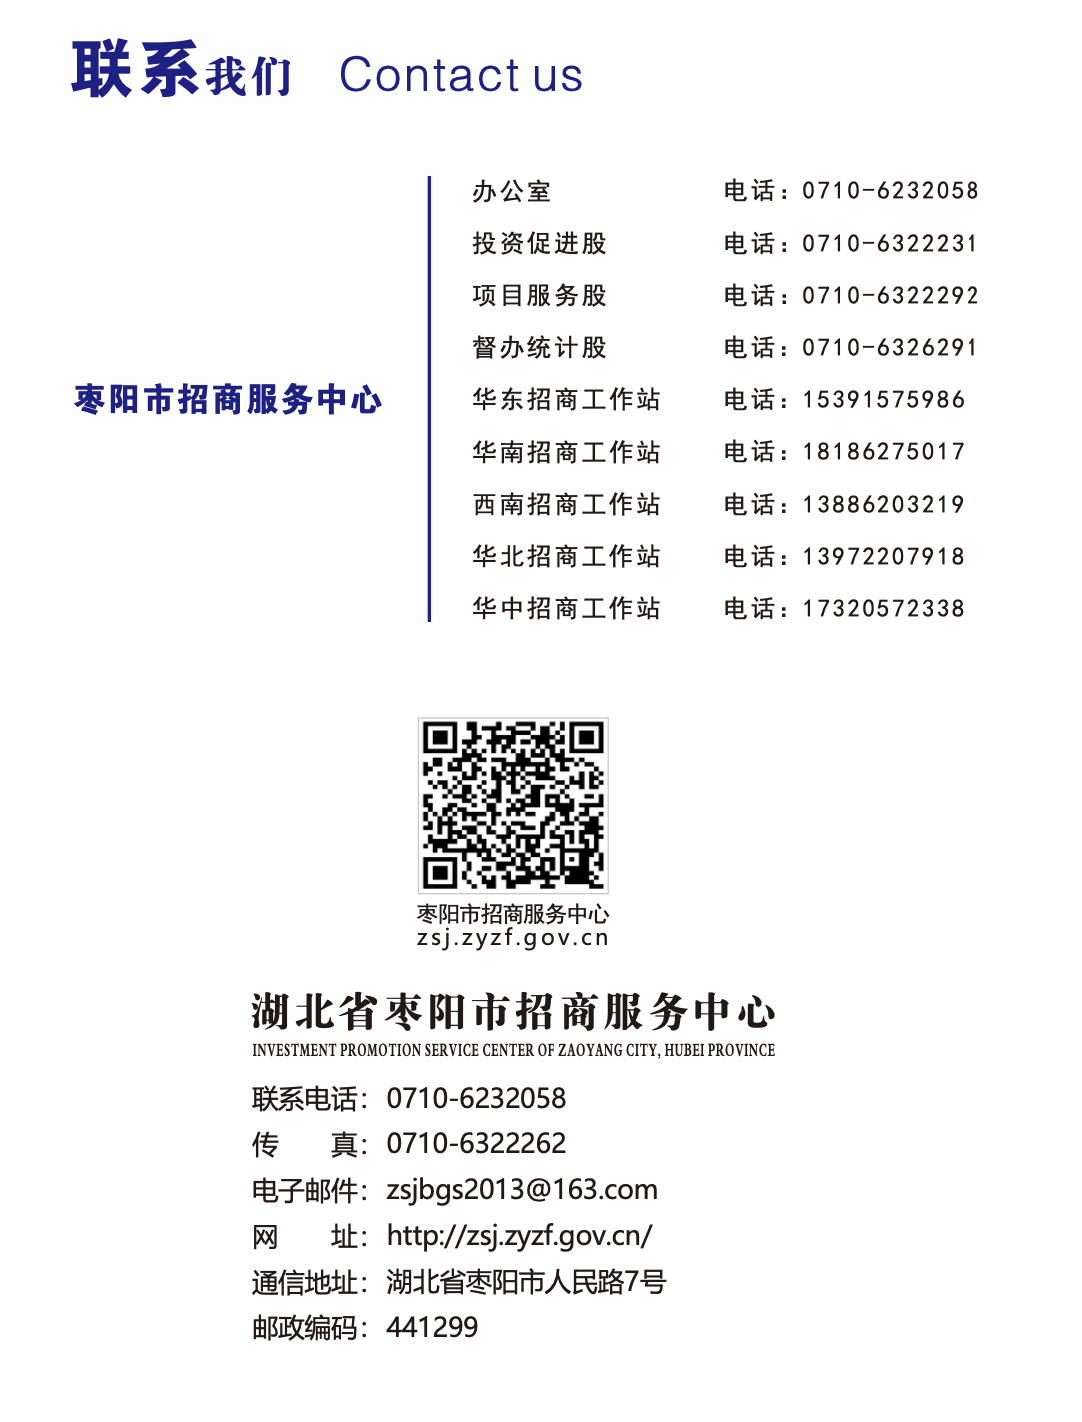 联系我们 Contact us
办公室 电话：0710-6232058
投资促进股 电话：0710-6322231
项目服务股 电话：0710-6322292
督办统计股 电话：0710-6326291
枣阳市招商服务中心 华东招商工作站 电话：15391575986
华南招商工作站 电话：18186275017
西南招商工作站 电话：13886203219
华北招商工作站 电话：13972207918
华中招商工作站 电话：17320572338
枣阳市招商服务中心
zsj.zyzf.gov.cn
湖北省枣阳市招商服务中心
INVESTMENT PROMOTION SERVICE CENTER OF ZAOYANG CITY, HUBEI PROVINCE
联系电话：0710-6232058
传　　真：0710-6322262
电子邮件：zsjbgs2013@163.com
网　　址：http://zsj.zyzf.gov.cn/
通信地址：湖北省枣阳市人民路7号
邮政编码：441299